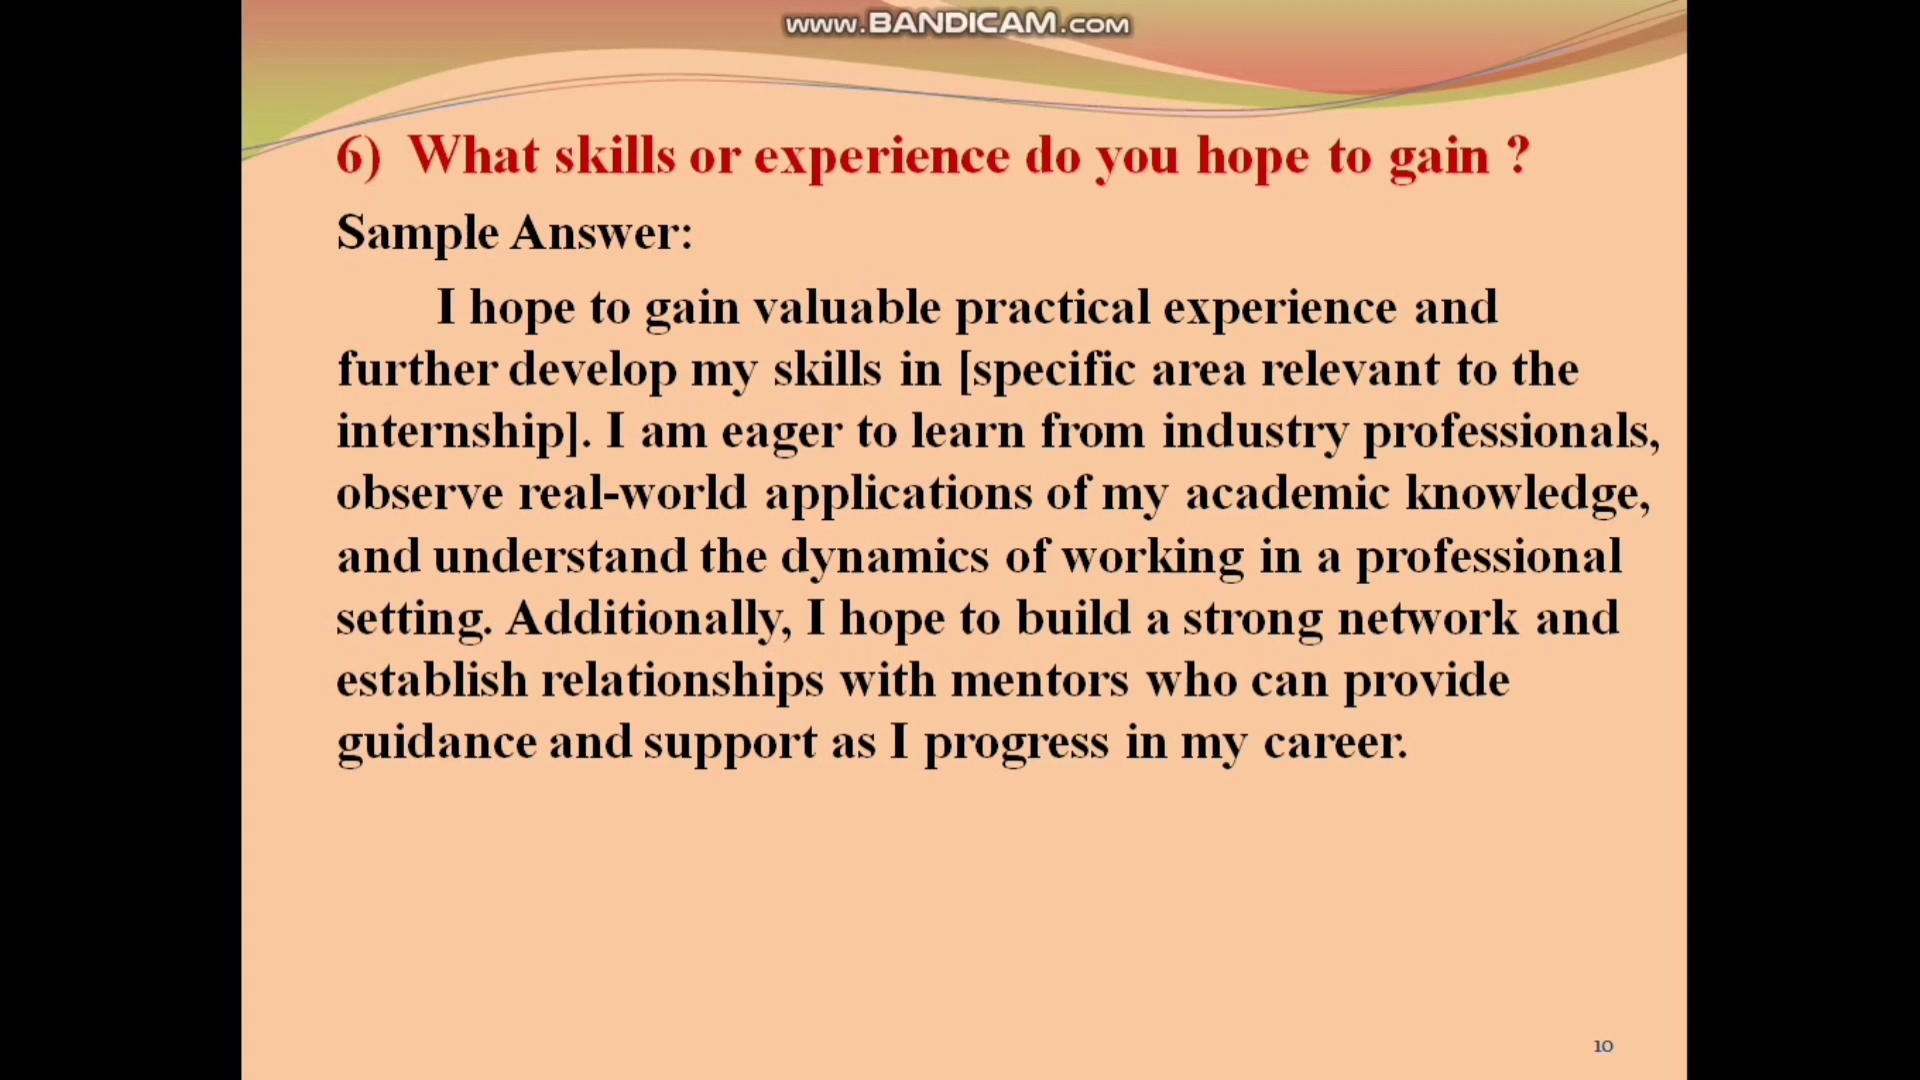 www.BANDICAM.com
6) What skills or experience do you hope to gain ?
Sample Answer:
I hope to gain valuable practical experience and
further develop my skills in [specific area relevant to the
internship]. I am eager to learn from industry professionals,
observe real-world applications of my academic knowledge,
and understand the dynamics of working in a professional
setting. Additionally, I hope to build a strong network and
establish relationships with mentors who can provide
guidance and support as I progress in my career.
10